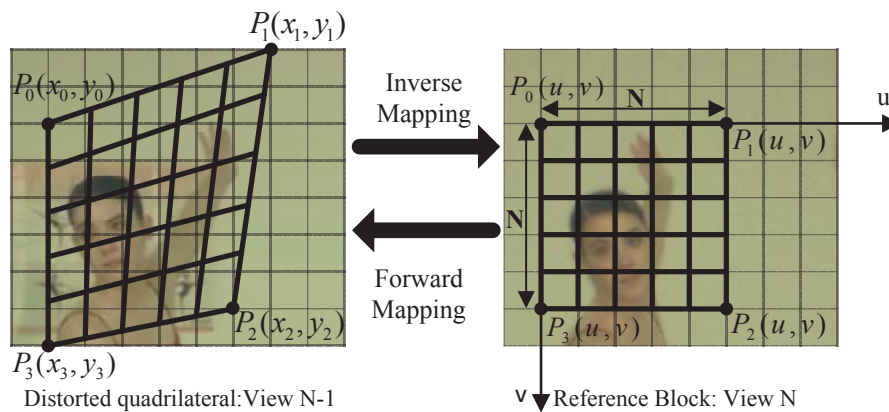 P₁(x₁,y₁)
P₀(x₀,y₀)
P₂(x₂,y₂)
P₃(x₃,y₃)
Distorted quadrilateral:View N-1
Inverse
Mapping
Forward
Mapping
P₀(u,v)
N
u
P₁(u,v)
N
P₃(u,v)
P₂(u,v)
v
Reference Block: View N